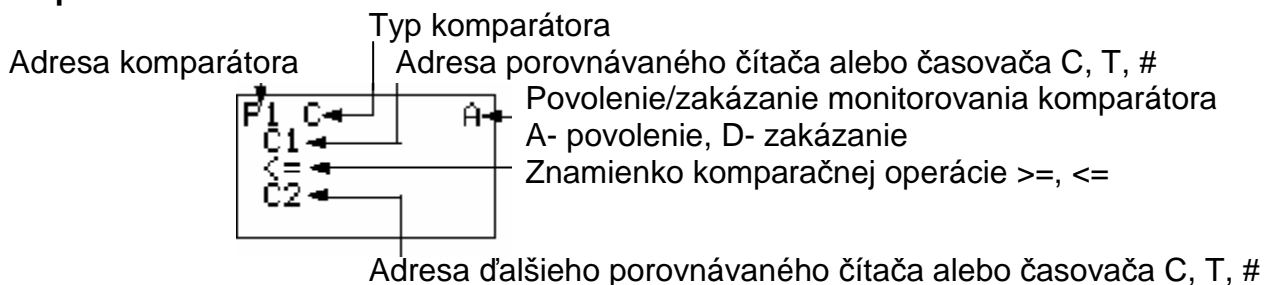 Typ komparátora
Adresa komparátora
Adresa porovnávaného čítača alebo časovača C, T, #
P1 C A
Povolenie/zakázanie monitorovania komparátora
C1
A- povolenie, D- zakázanie
<=
Znamienko komparačnej operácie >=, <=
C2
Adresa ďalšieho porovnávaného čítača alebo časovača C, T, #